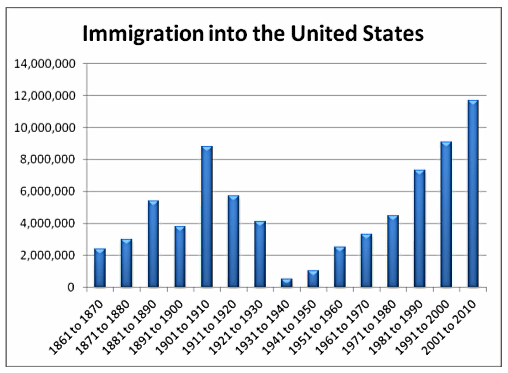 Immigration into the United States
14,000,000
12,000,000
10,000,000
8,000,000
6,000,000
4,000,000
2,000,000
0
1861 to 1870
1871 to 1880
1881 to 1890
1891 to 1900
1901 to 1910
1911 to 1920
1921 to 1930
1931 to 1940
1941 to 1950
1951 to 1960
1961 to 1970
1971 to 1980
1981 to 1990
1991 to 2000
2001 to 2010